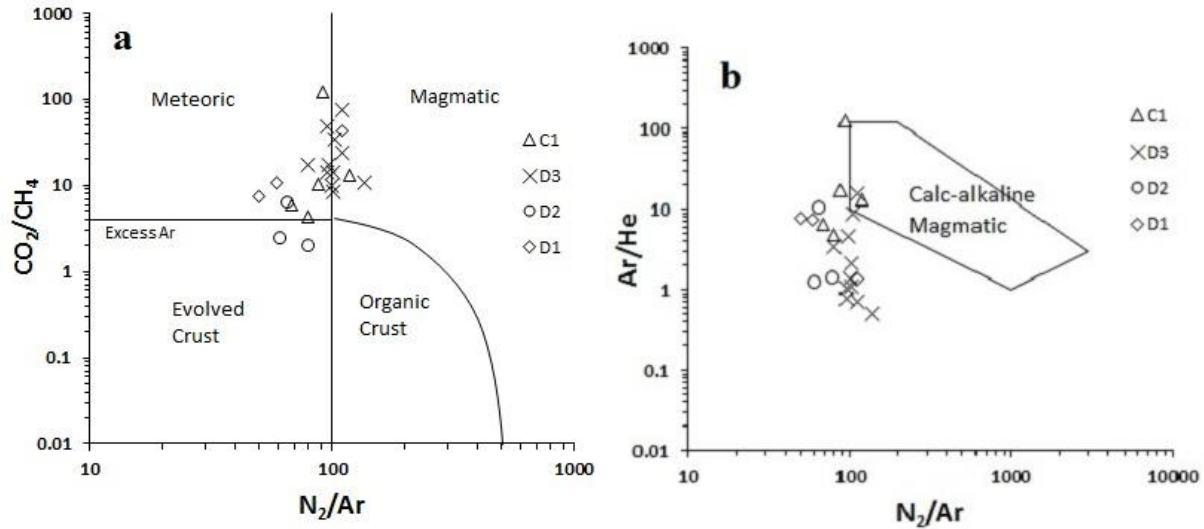 a
1000
100
10
1
0.1
0.01
CO₂/CH₄
Meteoric
Magmatic
Excess Ar
Evolved
Crust
Organic
Crust
C1
D3
D2
D1
10
100
1000
N₂/Ar
b
1000
100
10
1
0.1
0.01
Ar/He
Calc-alkaline
Magmatic
C1
D3
D2
D1
10
100
1000
10000
N₂/Ar